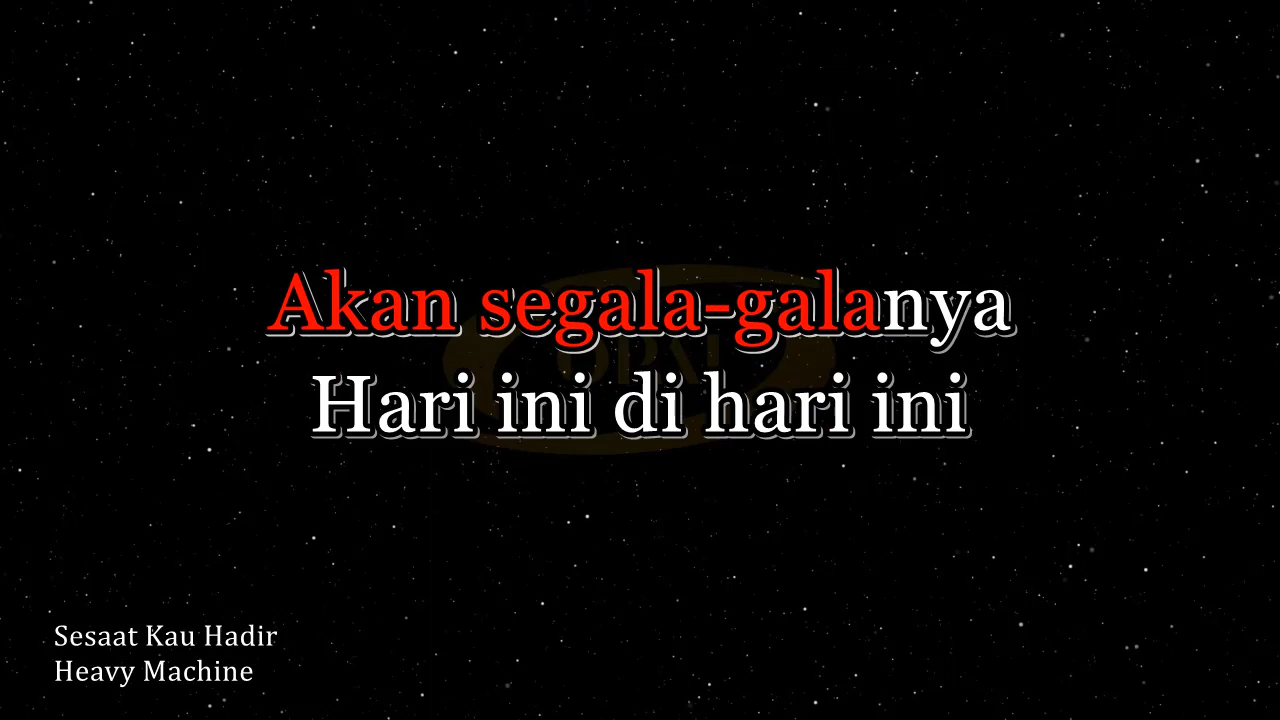 Akan segala-galanya
Hari ini di hari ini
Sesaat Kau Hadir
Heavy Machine